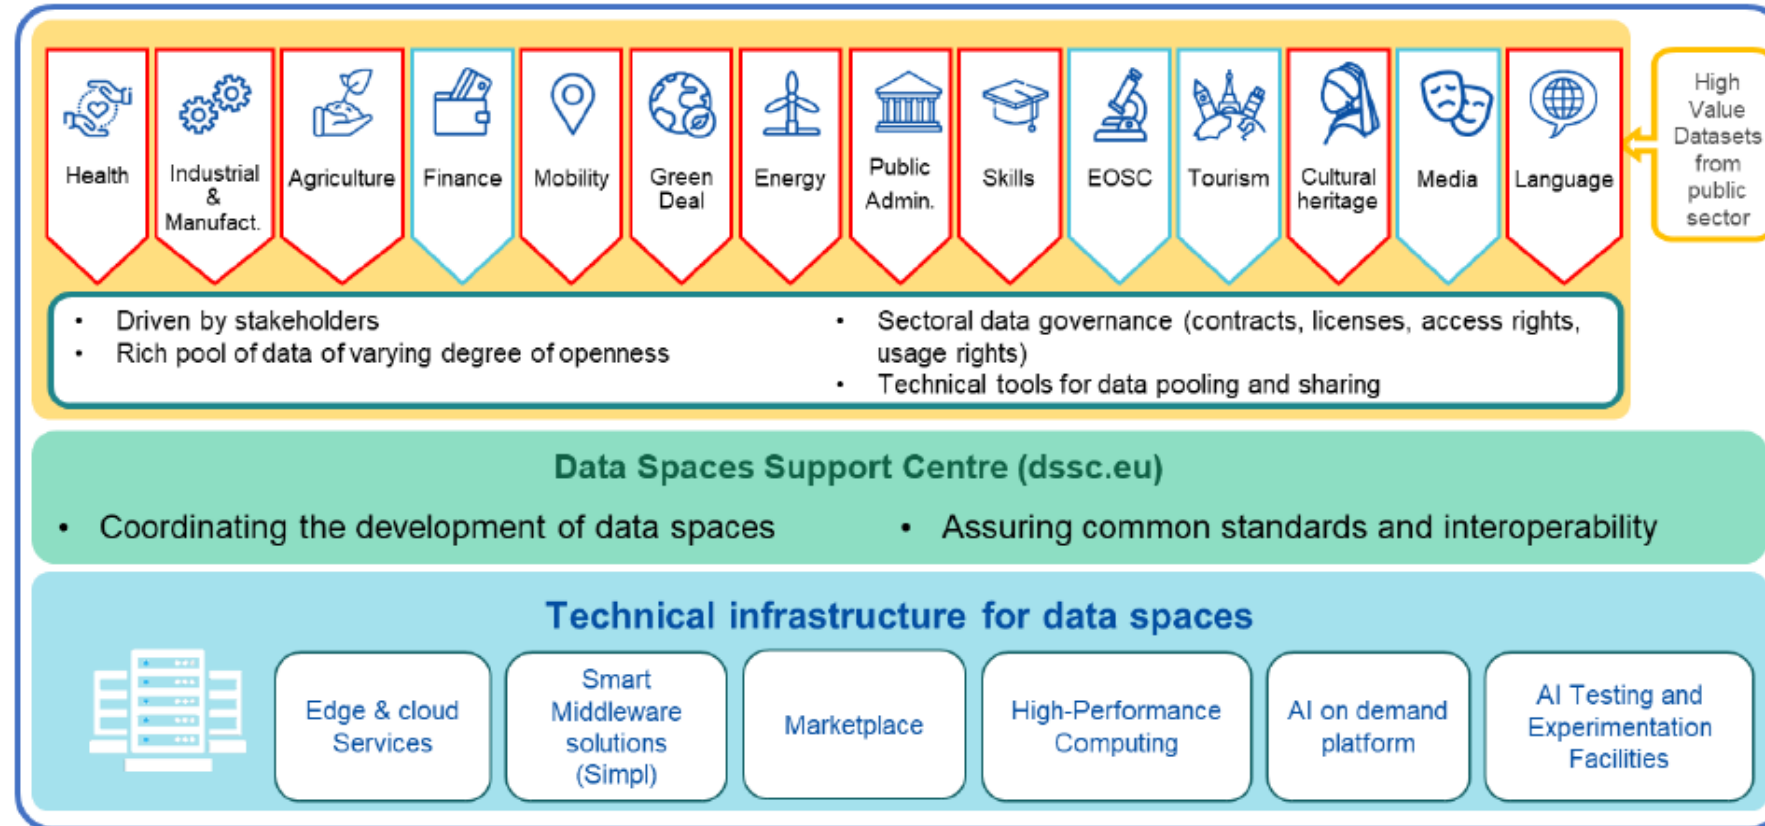 Health
Industrial
&
Manufact.
Agriculture
Finance
Mobility
Green
Deal
Energy
Public
Admin.
Skills
EOSC
Tourism
Cultural
heritage
Media
Language
High
Value
Datasets
from
public
sector
• Driven by stakeholders
• Rich pool of data of varying degree of openness
• Sectoral data governance (contracts, licenses, access rights,
usage rights)
• Technical tools for data pooling and sharing
Data Spaces Support Centre (dssc.eu)
• Coordinating the development of data spaces
• Assuring common standards and interoperability
Technical infrastructure for data spaces
Edge & cloud
Services
Smart
Middleware
solutions
(Simpl)
Marketplace
High-Performance
Computing
AI on demand
platform
AI Testing and
Experimentation
Facilities